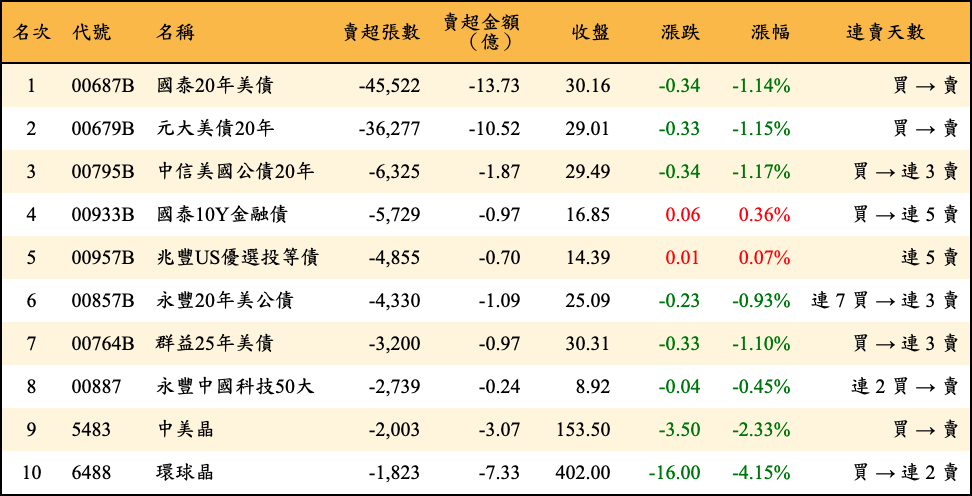 名次 代號 名稱 賣超張數 賣超金額（億） 收盤 漲跌 漲幅 連賣天數
1 00687B 國泰20年美債 -45,522 -13.73 30.16 -0.34 -1.14% 買 → 賣
2 00679B 元大美債20年 -36,277 -10.52 29.01 -0.33 -1.15% 買 → 賣
3 00795B 中信美國公債20年 -6,325 -1.87 29.49 -0.34 -1.17% 買 → 連 3 賣
4 00933B 國泰10Y金融債 -5,729 -0.97 16.85 0.06 0.36% 買 → 連 5 賣
5 00957B 兆豐US優選投等債 -4,855 -0.70 14.39 0.01 0.07% 連 5 賣
6 00857B 永豐20年美公債 -4,330 -1.09 25.09 -0.23 -0.93% 連 7 買 → 連 3 賣
7 00764B 群益25年美債 -3,200 -0.97 30.31 -0.33 -1.10% 買 → 連 3 賣
8 00887 永豐中國科技50大 -2,739 -0.24 8.92 -0.04 -0.45% 連 2 買 → 賣
9 5483 中美晶 -2,003 -3.07 153.50 -3.50 -2.33% 買 → 賣
10 6488 環球晶 -1,823 -7.33 402.00 -16.00 -4.15% 買 → 連 2 賣